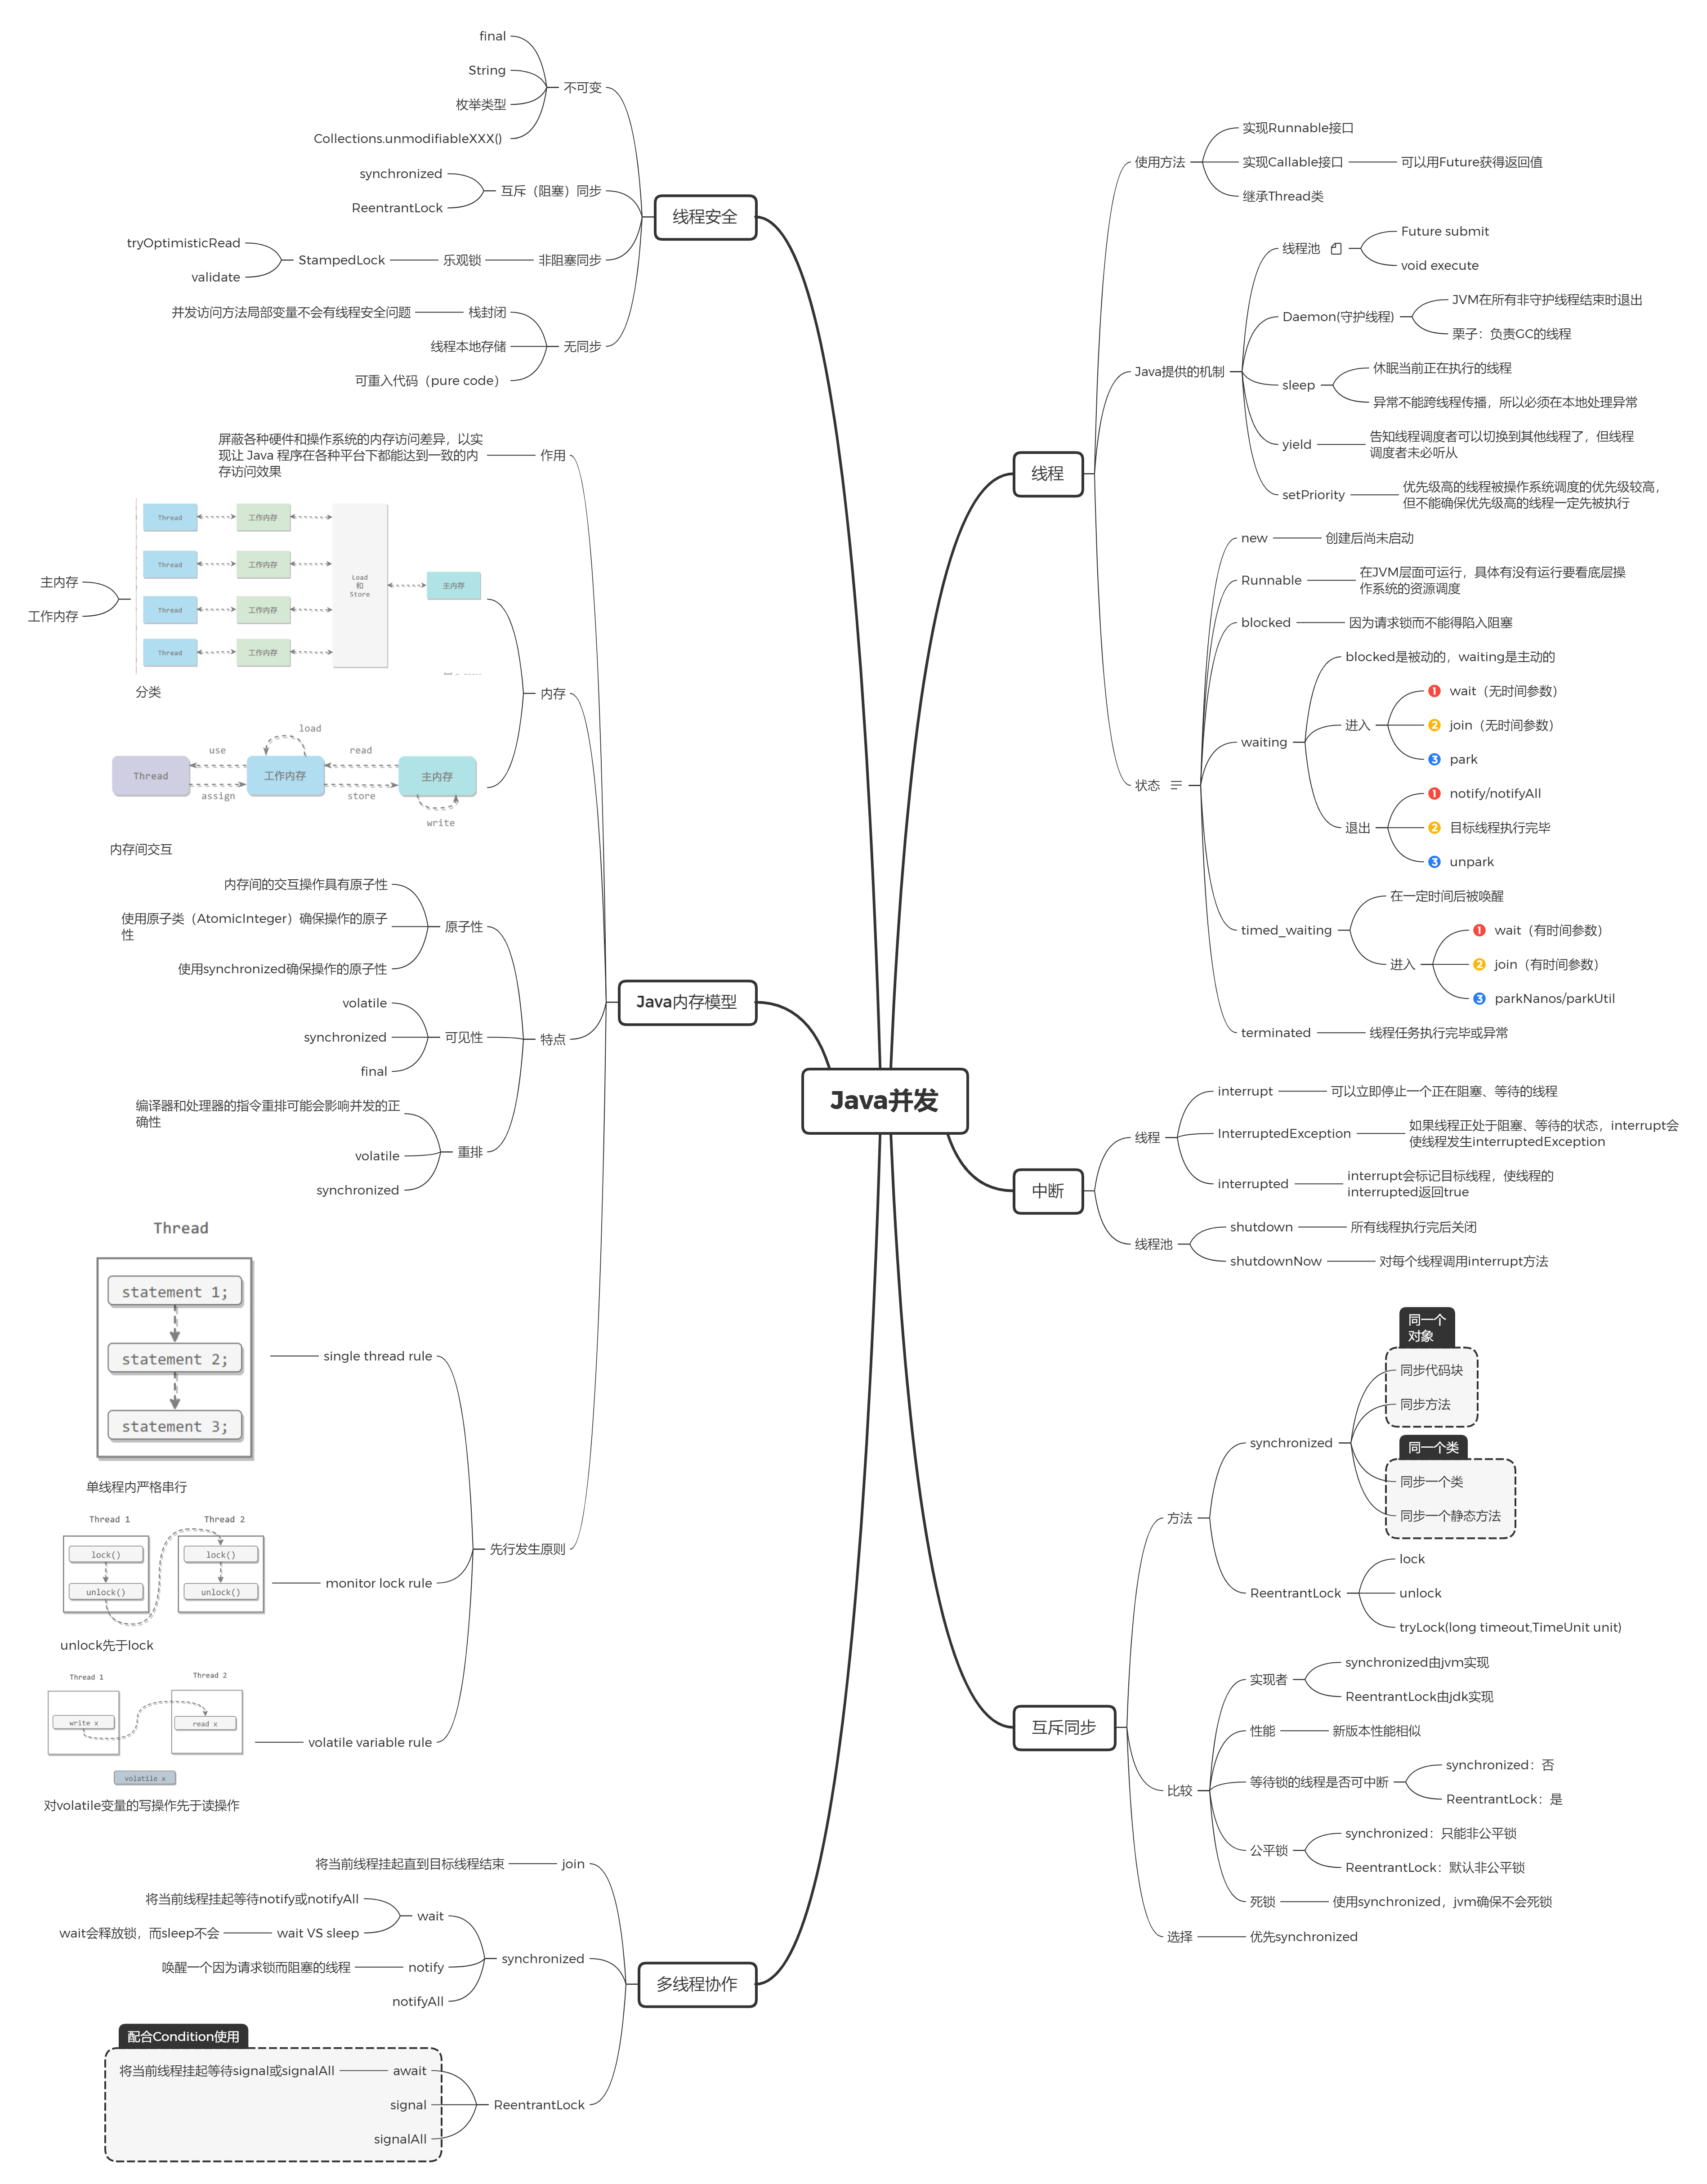 Java并发
线程
使用方法
实现Runnable接口
实现Callable接口
可以用Future获得返回值
继承Thread类
Java提供的机制
线程池
Future submit
void execute
Daemon(守护线程)
JVM在所有非守护线程结束时退出
栗子：负责GC的线程
sleep
休眠当前正在执行的线程
异常不能跨线程传播，所以必须在本地处理异常
yield
告知线程调度者可以切换到其他线程了，但线程
调度者未必听从
setPriority
优先级高的线程被操作系统调度的优先级较高，
但不能确保优先级高的线程一定先被执行
状态
new
创建后尚未启动
Runnable
在JVM层面可运行，具体有没有运行要看底层操
作系统的资源调度
blocked
因为请求锁而不能得陷入阻塞
waiting
blocked是被动的，waiting是主动的
进入
1 wait（无时间参数）
2 join（无时间参数）
3 park
退出
1 notify/notifyAll
2 目标线程执行完毕
3 unpark
timed_waiting
在一定时间后被唤醒
进入
1 wait（有时间参数）
2 join（有时间参数）
3 parkNanos/parkUtil
terminated
线程任务执行完毕或异常
中断
线程
interrupt
可以立即停止一个正在阻塞、等待的线程
InterruptedException
如果线程正处于阻塞、等待的状态，interrupt会
使线程发生interruptedException
interrupted
interrupt会标记目标线程，使线程的
interrupted返回true
线程池
shutdown
所有线程执行完后关闭
shutdownNow
对每个线程调用interrupt方法
互斥同步
方法
synchronized
同一个
对象
同步代码块
同步方法
同一个类
同步一个类
同步一个静态方法
ReentrantLock
lock
unlock
tryLock(long timeout,TimeUnit unit)
比较
实现者
synchronized由jvm实现
ReentrantLock由jdk实现
性能
新版本性能相似
等待锁的线程是否可中断
synchronized：否
ReentrantLock：是
公平锁
synchronized：只能非公平锁
ReentrantLock：默认非公平锁
死锁
使用synchronized，jvm确保不会死锁
选择
优先synchronized
线程安全
不可变
final
String
枚举类型
Collections.unmodifiableXXX()
互斥（阻塞）同步
synchronized
ReentrantLock
非阻塞同步
乐观锁
StampedLock
tryOptimisticRead
validate
无同步
栈封闭
并发访问方法局部变量不会有线程安全问题
线程本地存储
可重入代码（pure code）
Java内存模型
作用
屏蔽各种硬件和操作系统的内存访问差异，以实
现让 Java 程序在各种平台下都能达到一致的内
存访问效果
内存
Thread
工作内存
Thread
工作内存
Thread
工作内存
Thread
工作内存
Load
和
Store
主内存
分类
主内存
工作内存
load
use
read
Thread
工作内存
主内存
assign
store
write
内存间交互
特点
原子性
内存间的交互操作具有原子性
使用原子类（AtomicInteger）确保操作的原子
性
使用synchronized确保操作的原子性
可见性
volatile
synchronized
final
重排
编译器和处理器的指令重排可能会影响并发的正
确性
volatile
synchronized
先行发生原则
single thread rule
Thread
statement 1;
statement 2;
statement 3;
单线程内严格串行
monitor lock rule
Thread 1
Thread 2
lock()
lock()
unlock()
unlock()
unlock先于lock
volatile variable rule
Thread 1
Thread 2
write x
read x
volatile x
对volatile变量的写操作先于读操作
多线程协作
join
将当前线程挂起直到目标线程结束
synchronized
wait
将当前线程挂起等待notify或notifyAll
wait VS sleep
wait会释放锁，而sleep不会
notify
唤醒一个因为请求锁而阻塞的线程
notifyAll
ReentrantLock
配合Condition使用
await
将当前线程挂起等待signal或signalAll
signal
signalAll